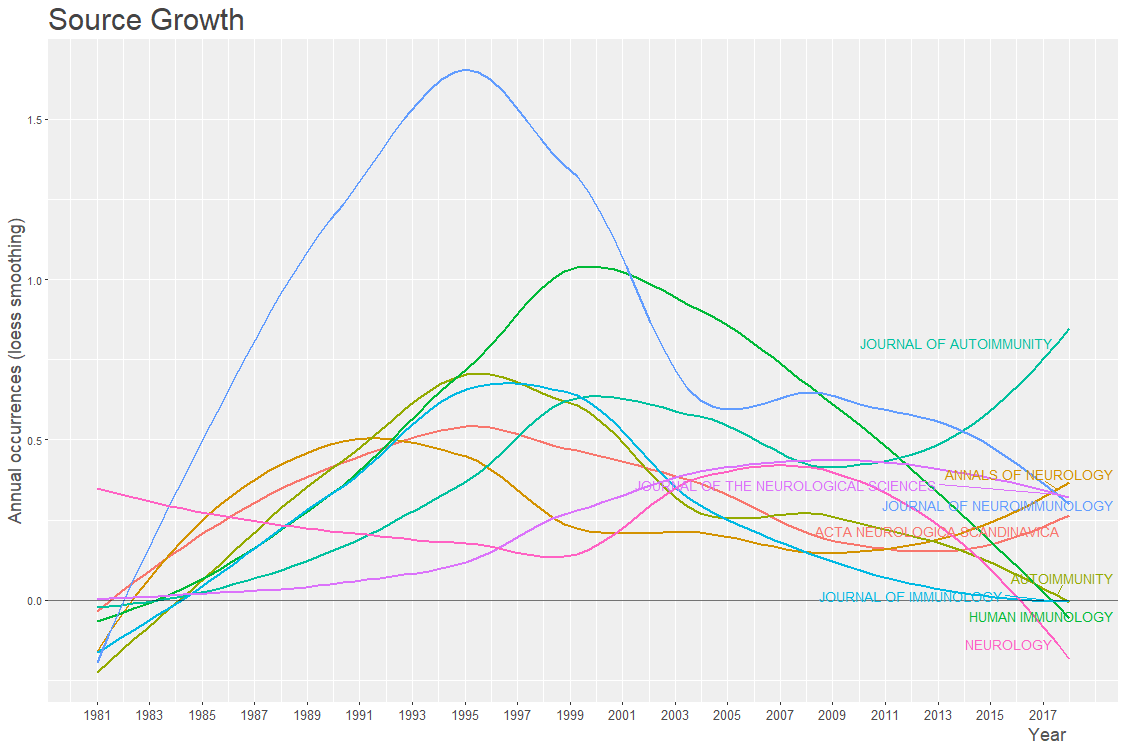 Source Growth
Annual occurrences (loess smoothing)
1.5
1.0
0.5
0.0
JOURNAL OF AUTOIMMUNITY
ANNALS OF NEUROLOGY
JOURNAL OF THE NEUROLOGICAL SCIENCES
JOURNAL OF NEUROIMMUNOLOGY
ACTA NEUROLOGICA SCANDINAVICA
AUTOIMMUNITY
JOURNAL OF IMMUNOLOGY
HUMAN IMMUNOLOGY
NEUROLOGY
1981 1983 1985 1987 1989 1991 1993 1995 1997 1999 2001 2003 2005 2007 2009 2011 2013 2015 2017
Year